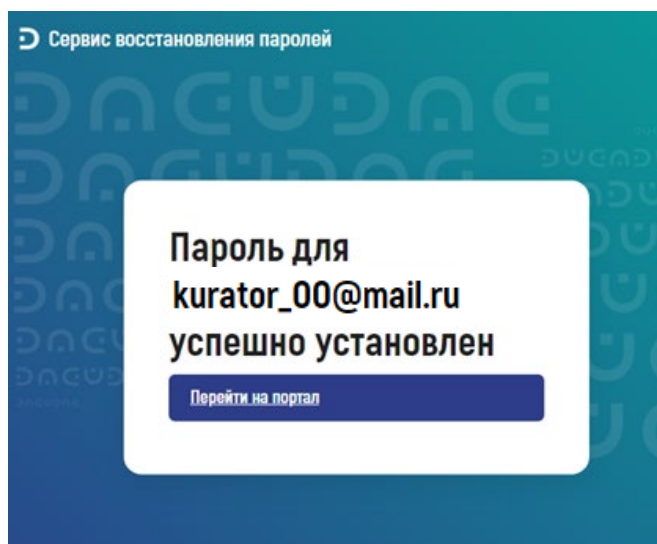 Сервис восстановления паролей
Пароль для
kurator_00@mail.ru
успешно установлен
Перейти на портал